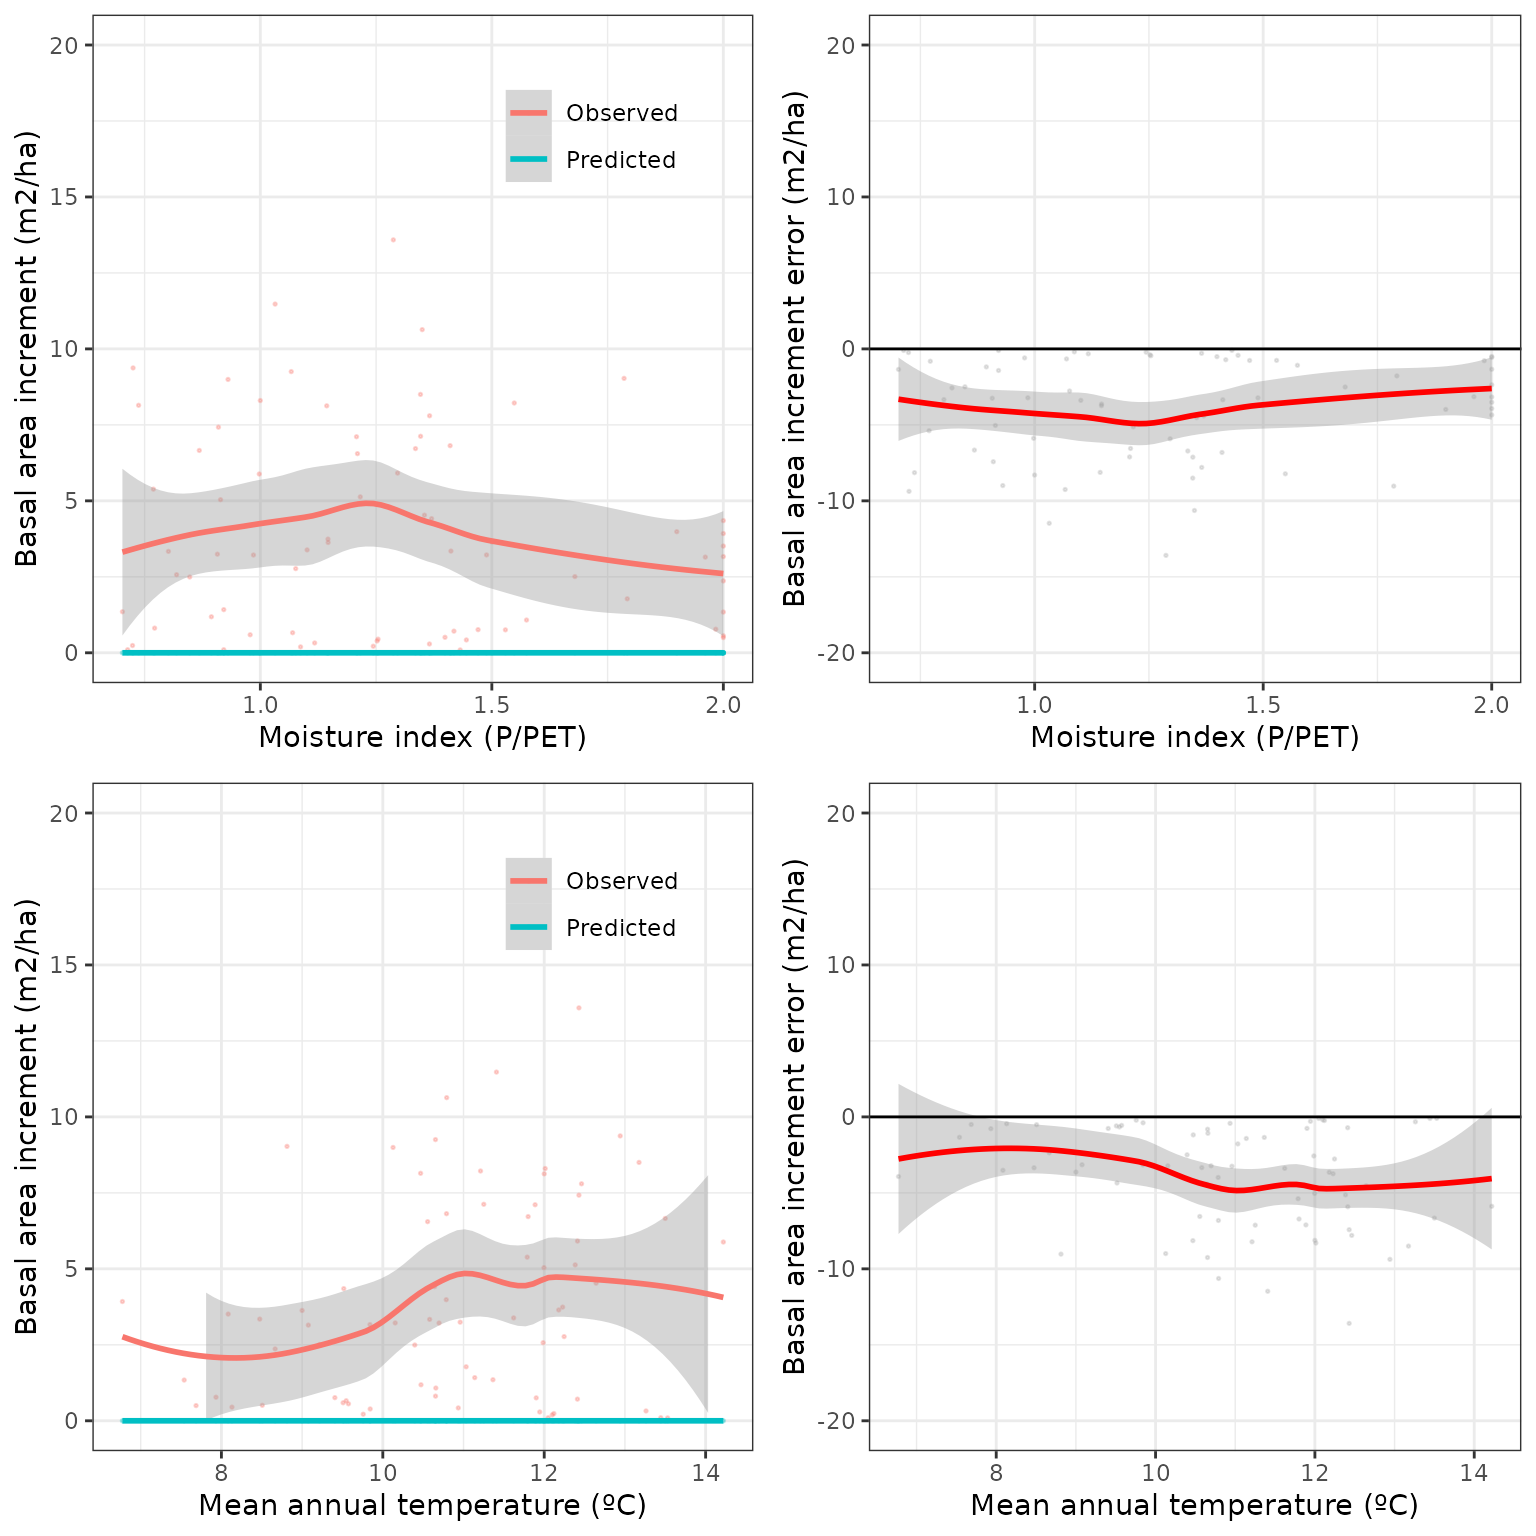 Basal area increment (m2/ha)
20
15
10
5
0
Observed
Predicted
1.0
1.5
2.0
Moisture index (P/PET)
Basal area increment error (m2/ha)
20
10
0
-10
-20
1.0
1.5
2.0
Moisture index (P/PET)
Basal area increment (m2/ha)
20
15
10
5
0
Observed
Predicted
8
10
12
14
Mean annual temperature (ºC)
Basal area increment error (m2/ha)
20
10
0
-10
-20
8
10
12
14
Mean annual temperature (ºC)